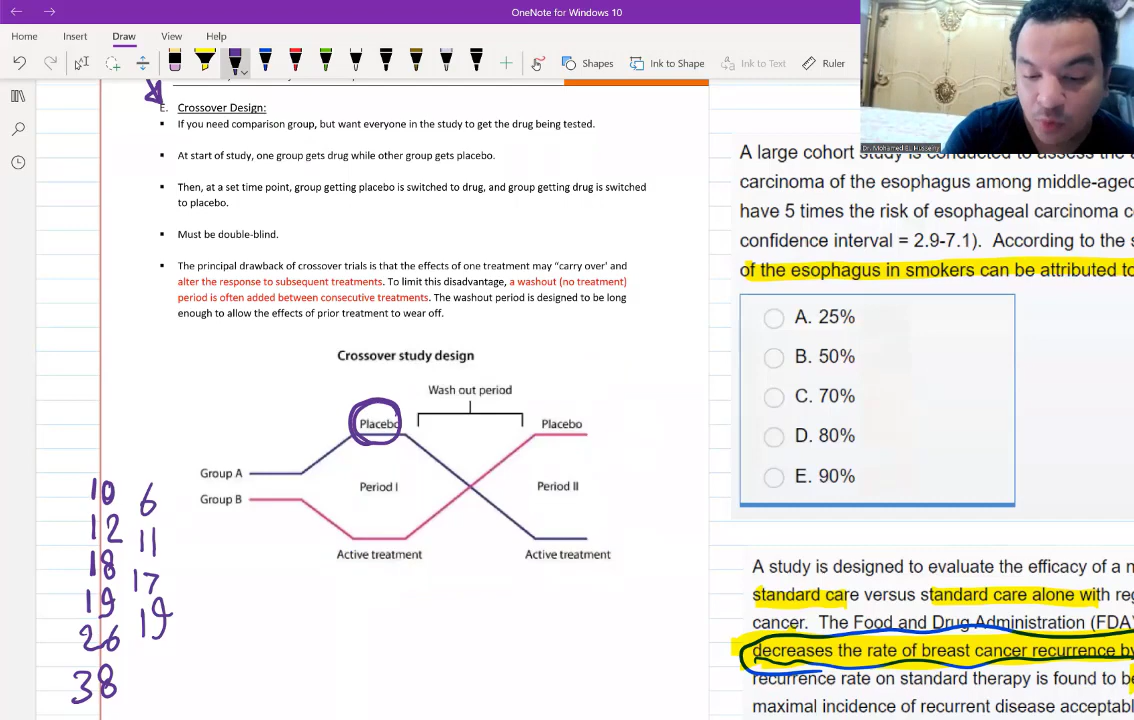 OneNote for Windows 10
Home Insert Draw View Help
Shapes Ink to Shape Ink to Text Ruler
E. Crossover Design:
▪ If you need comparison group, but want everyone in the study to get the drug being tested.
▪ At start of study, one group gets drug while other group gets placebo.
▪ Then, at a set time point, group getting placebo is switched to drug, and group getting drug is switched
to placebo.
▪ Must be double-blind.
▪ The principal drawback of crossover trials is that the effects of one treatment may "carry over' and
alter the response to subsequent treatments. To limit this disadvantage, a washout (no treatment)
period is often added between consecutive treatments. The washout period is designed to be long
enough to allow the effects of prior treatment to wear off.
Crossover study design
Wash out period
Placebo Placebo
Group A
Period I Period II
Group B
Active treatment Active treatment
10 6
12 11
18 17
19 19
26
38
Dr. Mohamed EL Husseiny
A large cohort study is conducted to assess the
carcinoma of the esophagus among middle-aged
have 5 times the risk of esophageal carcinoma
confidence interval = 2.9-7.1). According to the
of the esophagus in smokers can be attributed to
A. 25%
B. 50%
C. 70%
D. 80%
E. 90%
A study is designed to evaluate the efficacy of a
standard care versus standard care alone with
cancer. The Food and Drug Administration (FDA
decreases the rate of breast cancer recurrence by
recurrence rate on standard therapy is found to
maximal incidence of recurrent disease